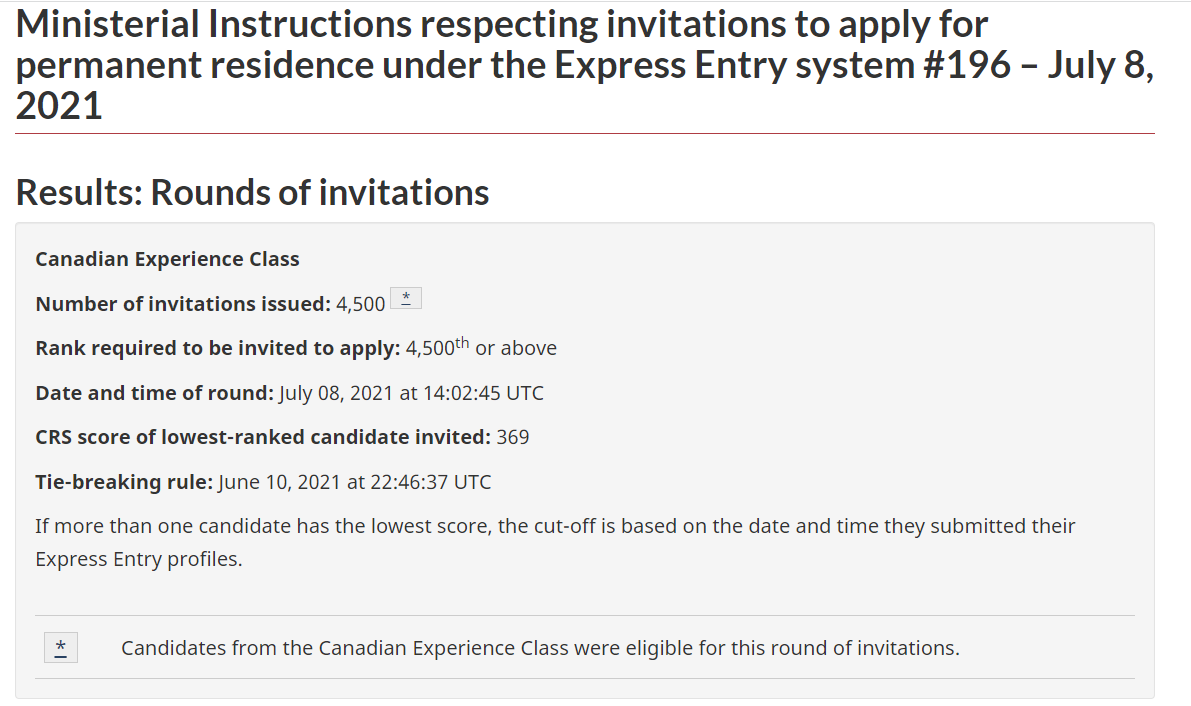 Ministerial Instructions respecting invitations to apply for
permanent residence under the Express Entry system #196 – July 8,
2021
Results: Rounds of invitations
Canadian Experience Class
Number of invitations issued: 4,500 *
Rank required to be invited to apply: 4,500th or above
Date and time of round: July 08, 2021 at 14:02:45 UTC
CRS score of lowest-ranked candidate invited: 369
Tie-breaking rule: June 10, 2021 at 22:46:37 UTC
If more than one candidate has the lowest score, the cut-off is based on the date and time they submitted their
Express Entry profiles.
* Candidates from the Canadian Experience Class were eligible for this round of invitations.